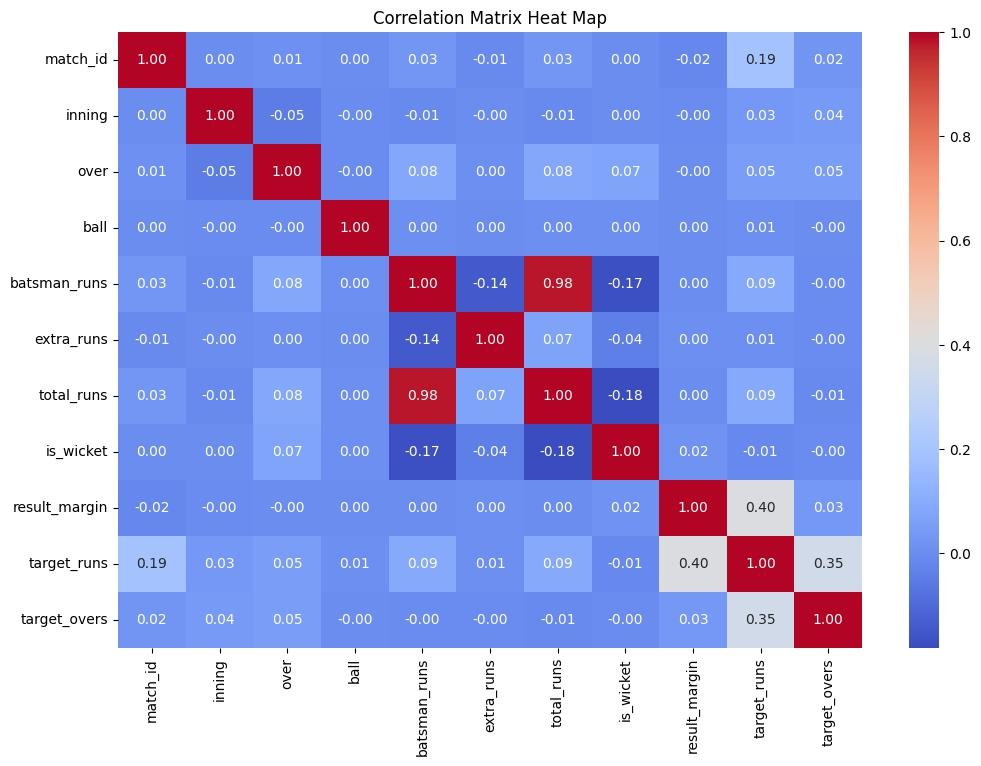 Correlation Matrix Heat Map
match_id 1.00 0.00 0.01 0.00 0.03 -0.01 0.03 0.00 -0.02 0.19 0.02
inning 0.00 1.00 -0.05 -0.00 -0.01 -0.00 -0.01 0.00 -0.00 0.03 0.04
over 0.01 -0.05 1.00 -0.00 0.08 0.00 0.08 0.07 -0.00 0.05 0.05
ball 0.00 -0.00 -0.00 1.00 0.00 0.00 0.00 0.00 0.00 0.01 -0.00
batsman_runs 0.03 -0.01 0.08 0.00 1.00 -0.14 0.98 -0.17 0.00 0.09 -0.00
extra_runs -0.01 -0.00 0.00 0.00 -0.14 1.00 0.07 -0.04 0.00 0.01 -0.00
total_runs 0.03 -0.01 0.08 0.00 0.98 0.07 1.00 -0.18 0.00 0.09 -0.01
is_wicket 0.00 0.00 0.07 0.00 -0.17 -0.04 -0.18 1.00 0.02 -0.01 -0.00
result_margin -0.02 -0.00 -0.00 0.00 0.00 0.00 0.00 0.02 1.00 0.40 0.03
target_runs 0.19 0.03 0.05 0.01 0.09 0.01 0.09 -0.01 0.40 1.00 0.35
target_overs 0.02 0.04 0.05 -0.00 -0.00 -0.00 -0.01 -0.00 0.03 0.35 1.00
match_id
inning
over
ball
batsman_runs
extra_runs
total_runs
is_wicket
result_margin
target_runs
target_overs
1.0
0.8
0.6
0.4
0.2
0.0